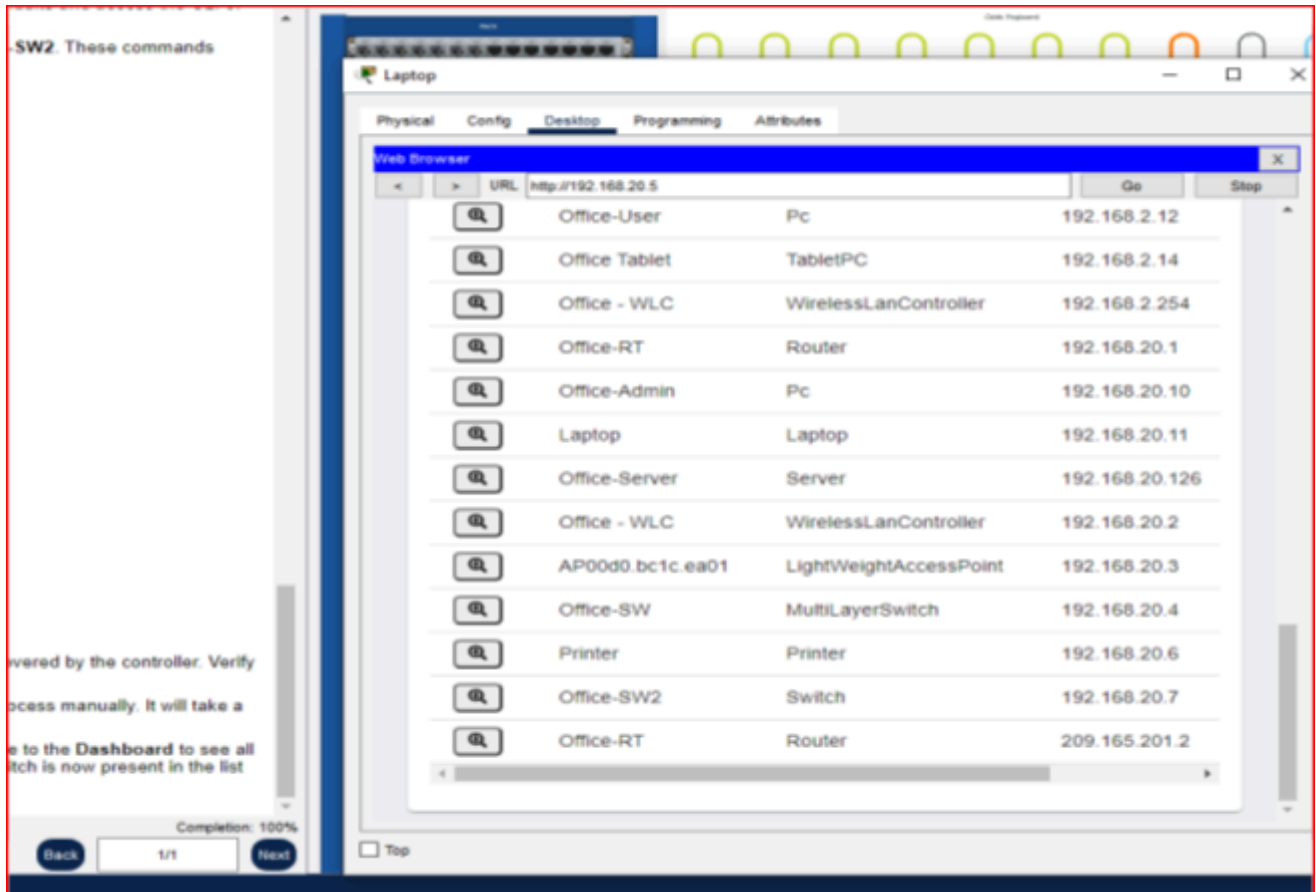 -SW2. These commands
Laptop
Physical Config Desktop Programming Attributes
Web Browser X
< > URL http://192.168.20.5 Go Stop
Office-User Pc 192.168.2.12
Office Tablet TabletPC 192.168.2.14
Office - WLC WirelessLanController 192.168.2.254
Office-RT Router 192.168.20.1
Office-Admin Pc 192.168.20.10
Laptop Laptop 192.168.20.11
Office-Server Server 192.168.20.126
Office - WLC WirelessLanController 192.168.20.2
AP00d0.bc1c.ea01 LightWeightAccessPoint 192.168.20.3
Office-SW MultiLayerSwitch 192.168.20.4
Printer Printer 192.168.20.6
Office-SW2 Switch 192.168.20.7
Office-RT Router 209.165.201.2
vered by the controller. Verify
ocess manually. It will take a
e to the Dashboard to see all
itch is now present in the list
Completion: 100%
Back 1/1 Next
Top